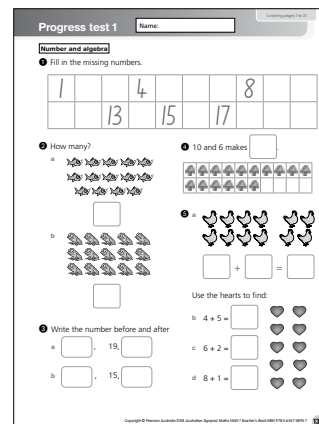 Covering pages 1 to 31
Progress test 1
Name:
Number and algebra
1 Fill in the missing numbers.
1 4 8
13 15 17
2 How many?
a
b
3 Write the number before and after
a , 19,
b , 15,
4 10 and 6 makes .
5 a
+ =
Use the hearts to find:
b 4 + 5 =
c 6 + 2 =
d 8 + 1 =